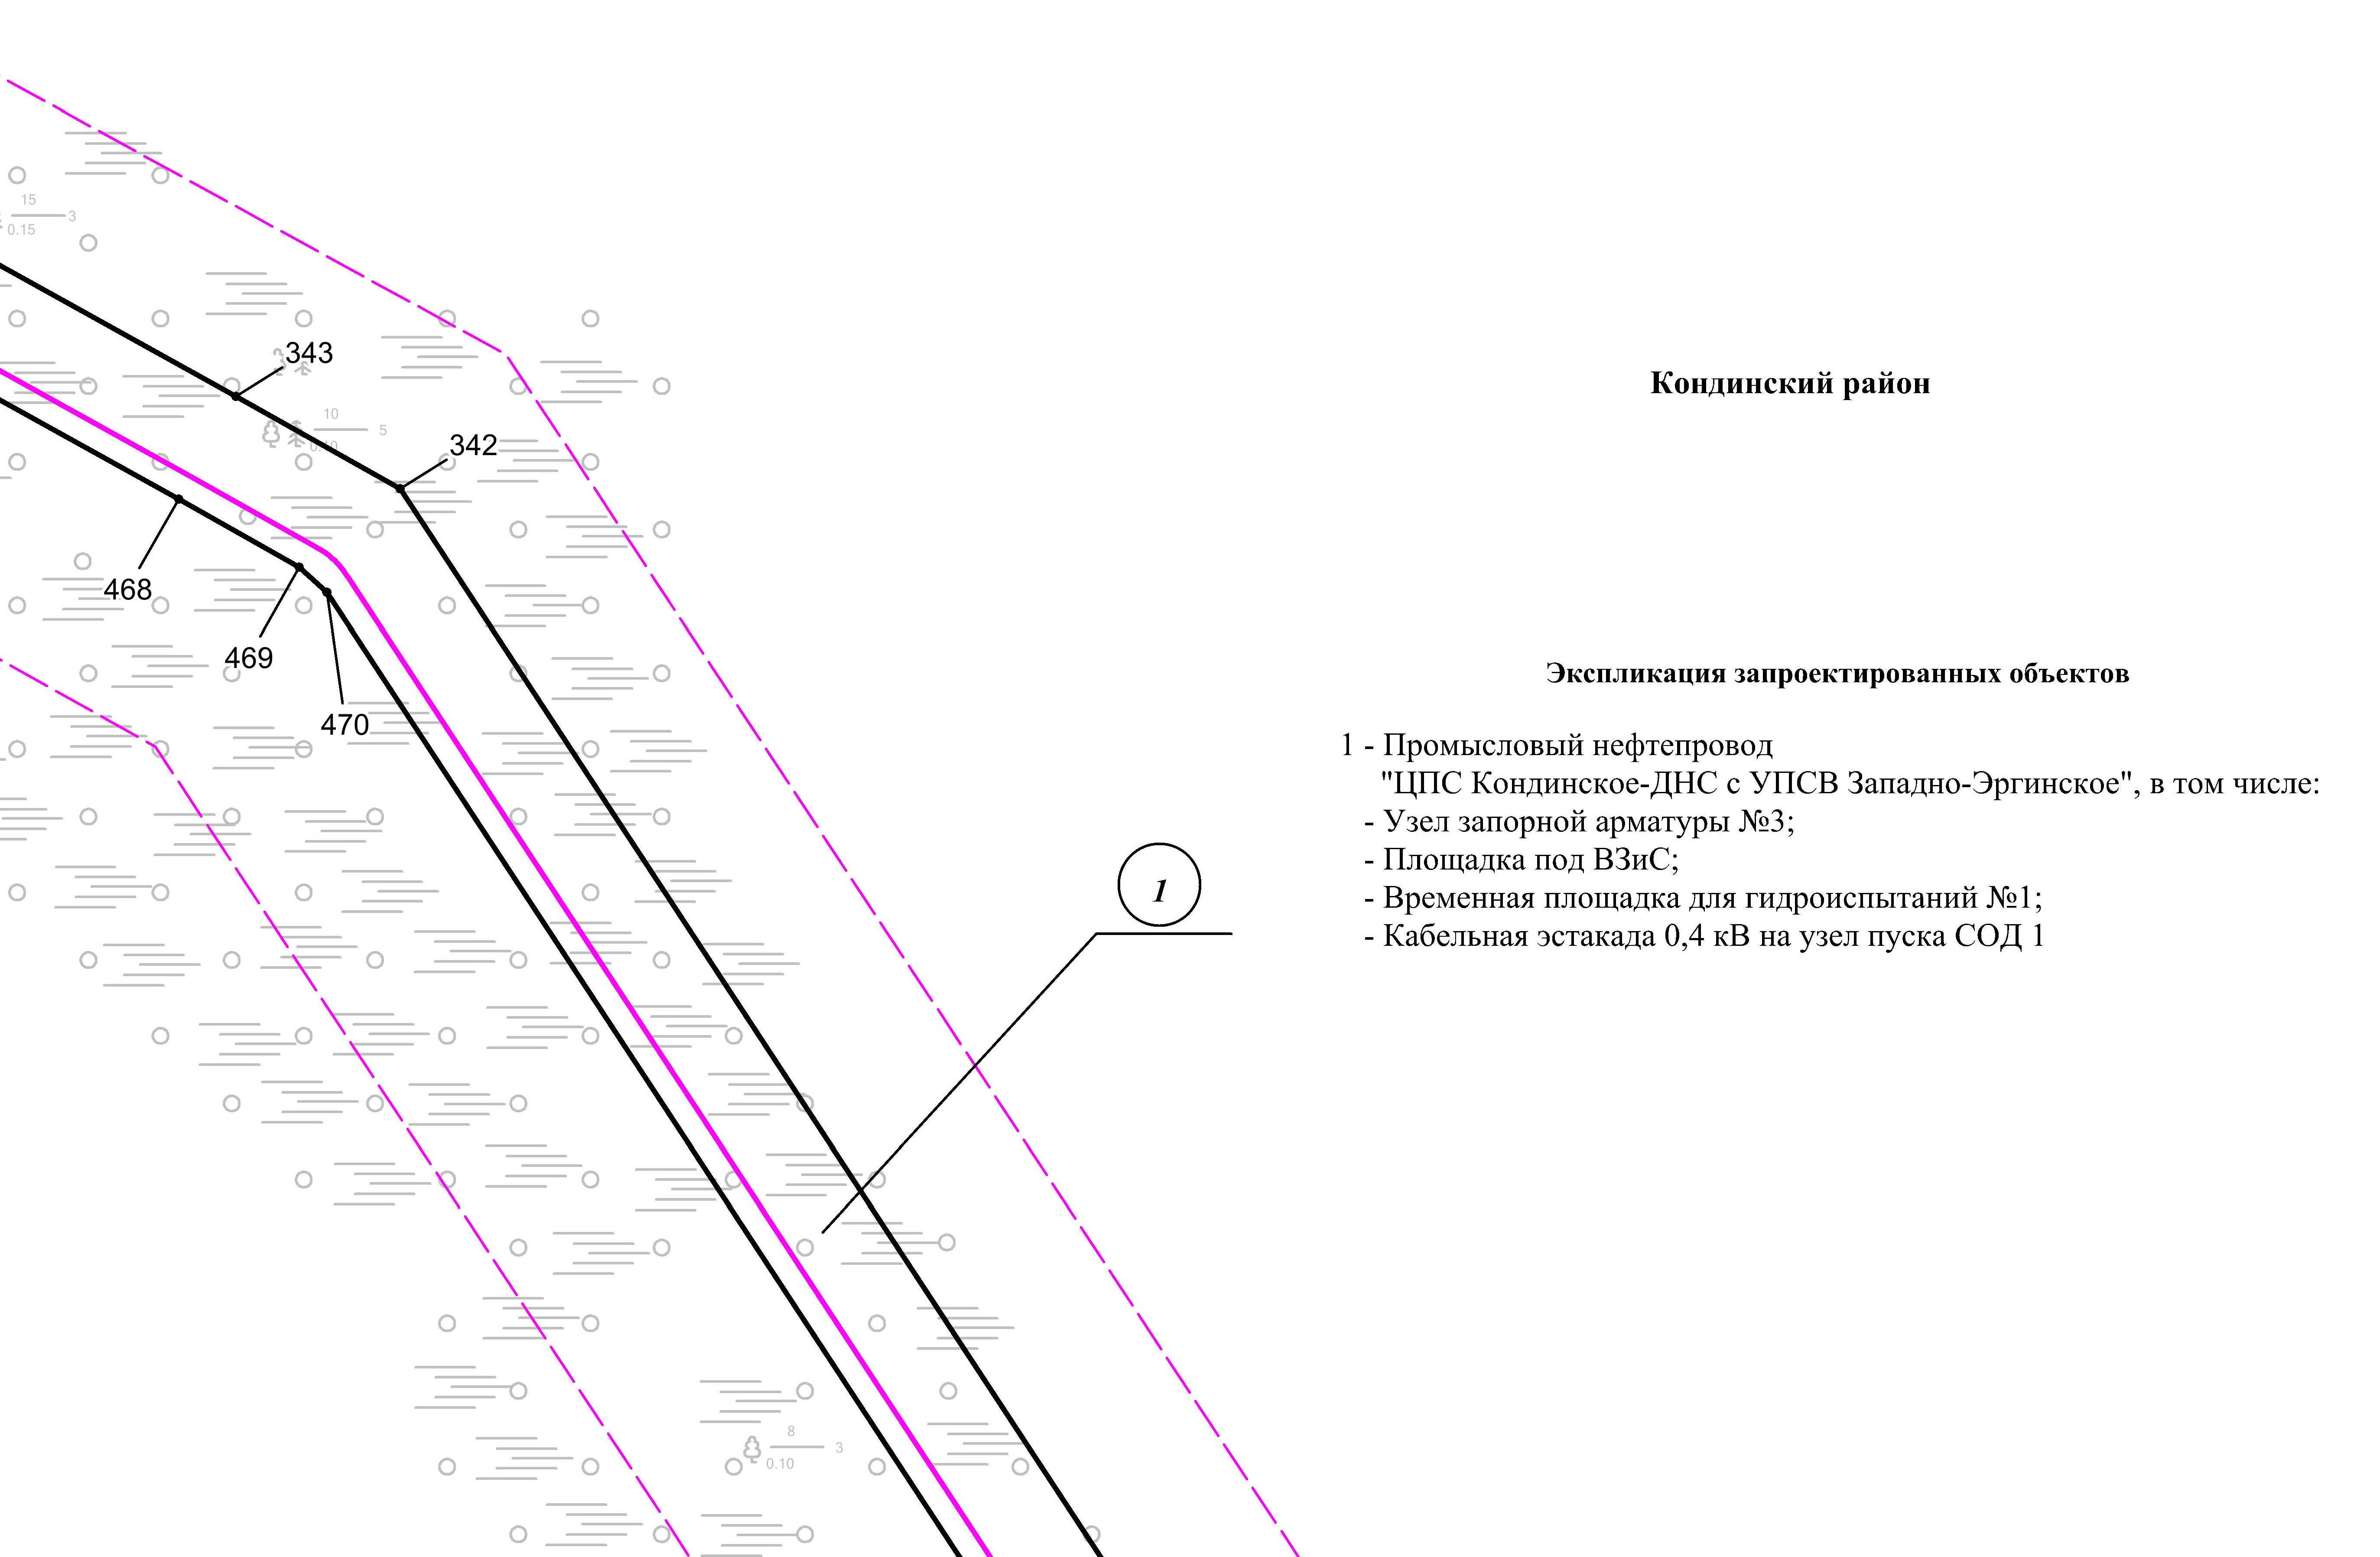 15
3
0.15
343
10
5
342
468
469
470
Кондинский район
Экспликация запроектированных объектов
1 - Промысловый нефтепровод
"ЦПС Кондинское-ДНС с УПСВ Западно-Эргинское", в том числе:
- Узел запорной арматуры №3;
- Площадка под ВЗиС;
- Временная площадка для гидроиспытаний №1;
- Кабельная эстакада 0,4 кВ на узел пуска СОД 1
1
8
3
0.10